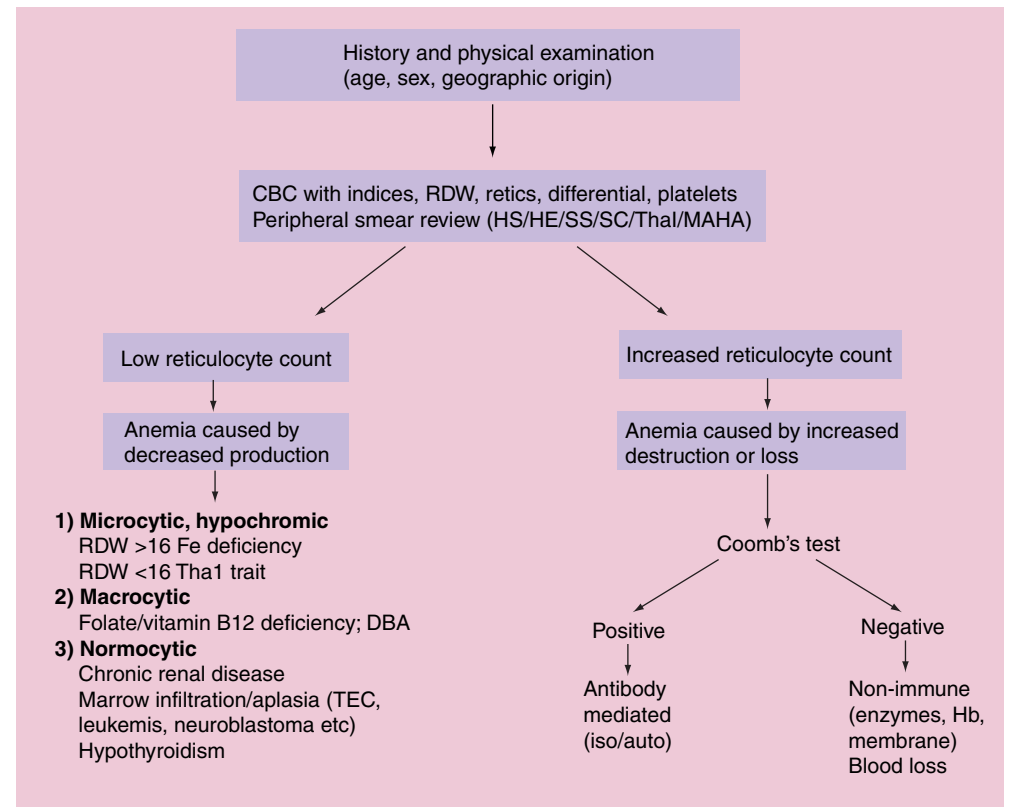 History and physical examination
(age, sex, geographic origin)
CBC with indices, RDW, retics, differential, platelets
Peripheral smear review (HS/HE/SS/SC/Thal/MAHA)
Low reticulocyte count
Anemia caused by
decreased production
1) Microcytic, hypochromic
RDW >16 Fe deficiency
RDW <16 Tha1 trait
2) Macrocytic
Folate/vitamin B12 deficiency; DBA
3) Normocytic
Chronic renal disease
Marrow infiltration/aplasia (TEC,
leukemis, neuroblastoma etc)
Hypothyroidism
Increased reticulocyte count
Anemia caused by increased
destruction or loss
Coomb's test
Positive
Antibody
mediated
(iso/auto)
Negative
Non-immune
(enzymes, Hb,
membrane)
Blood loss